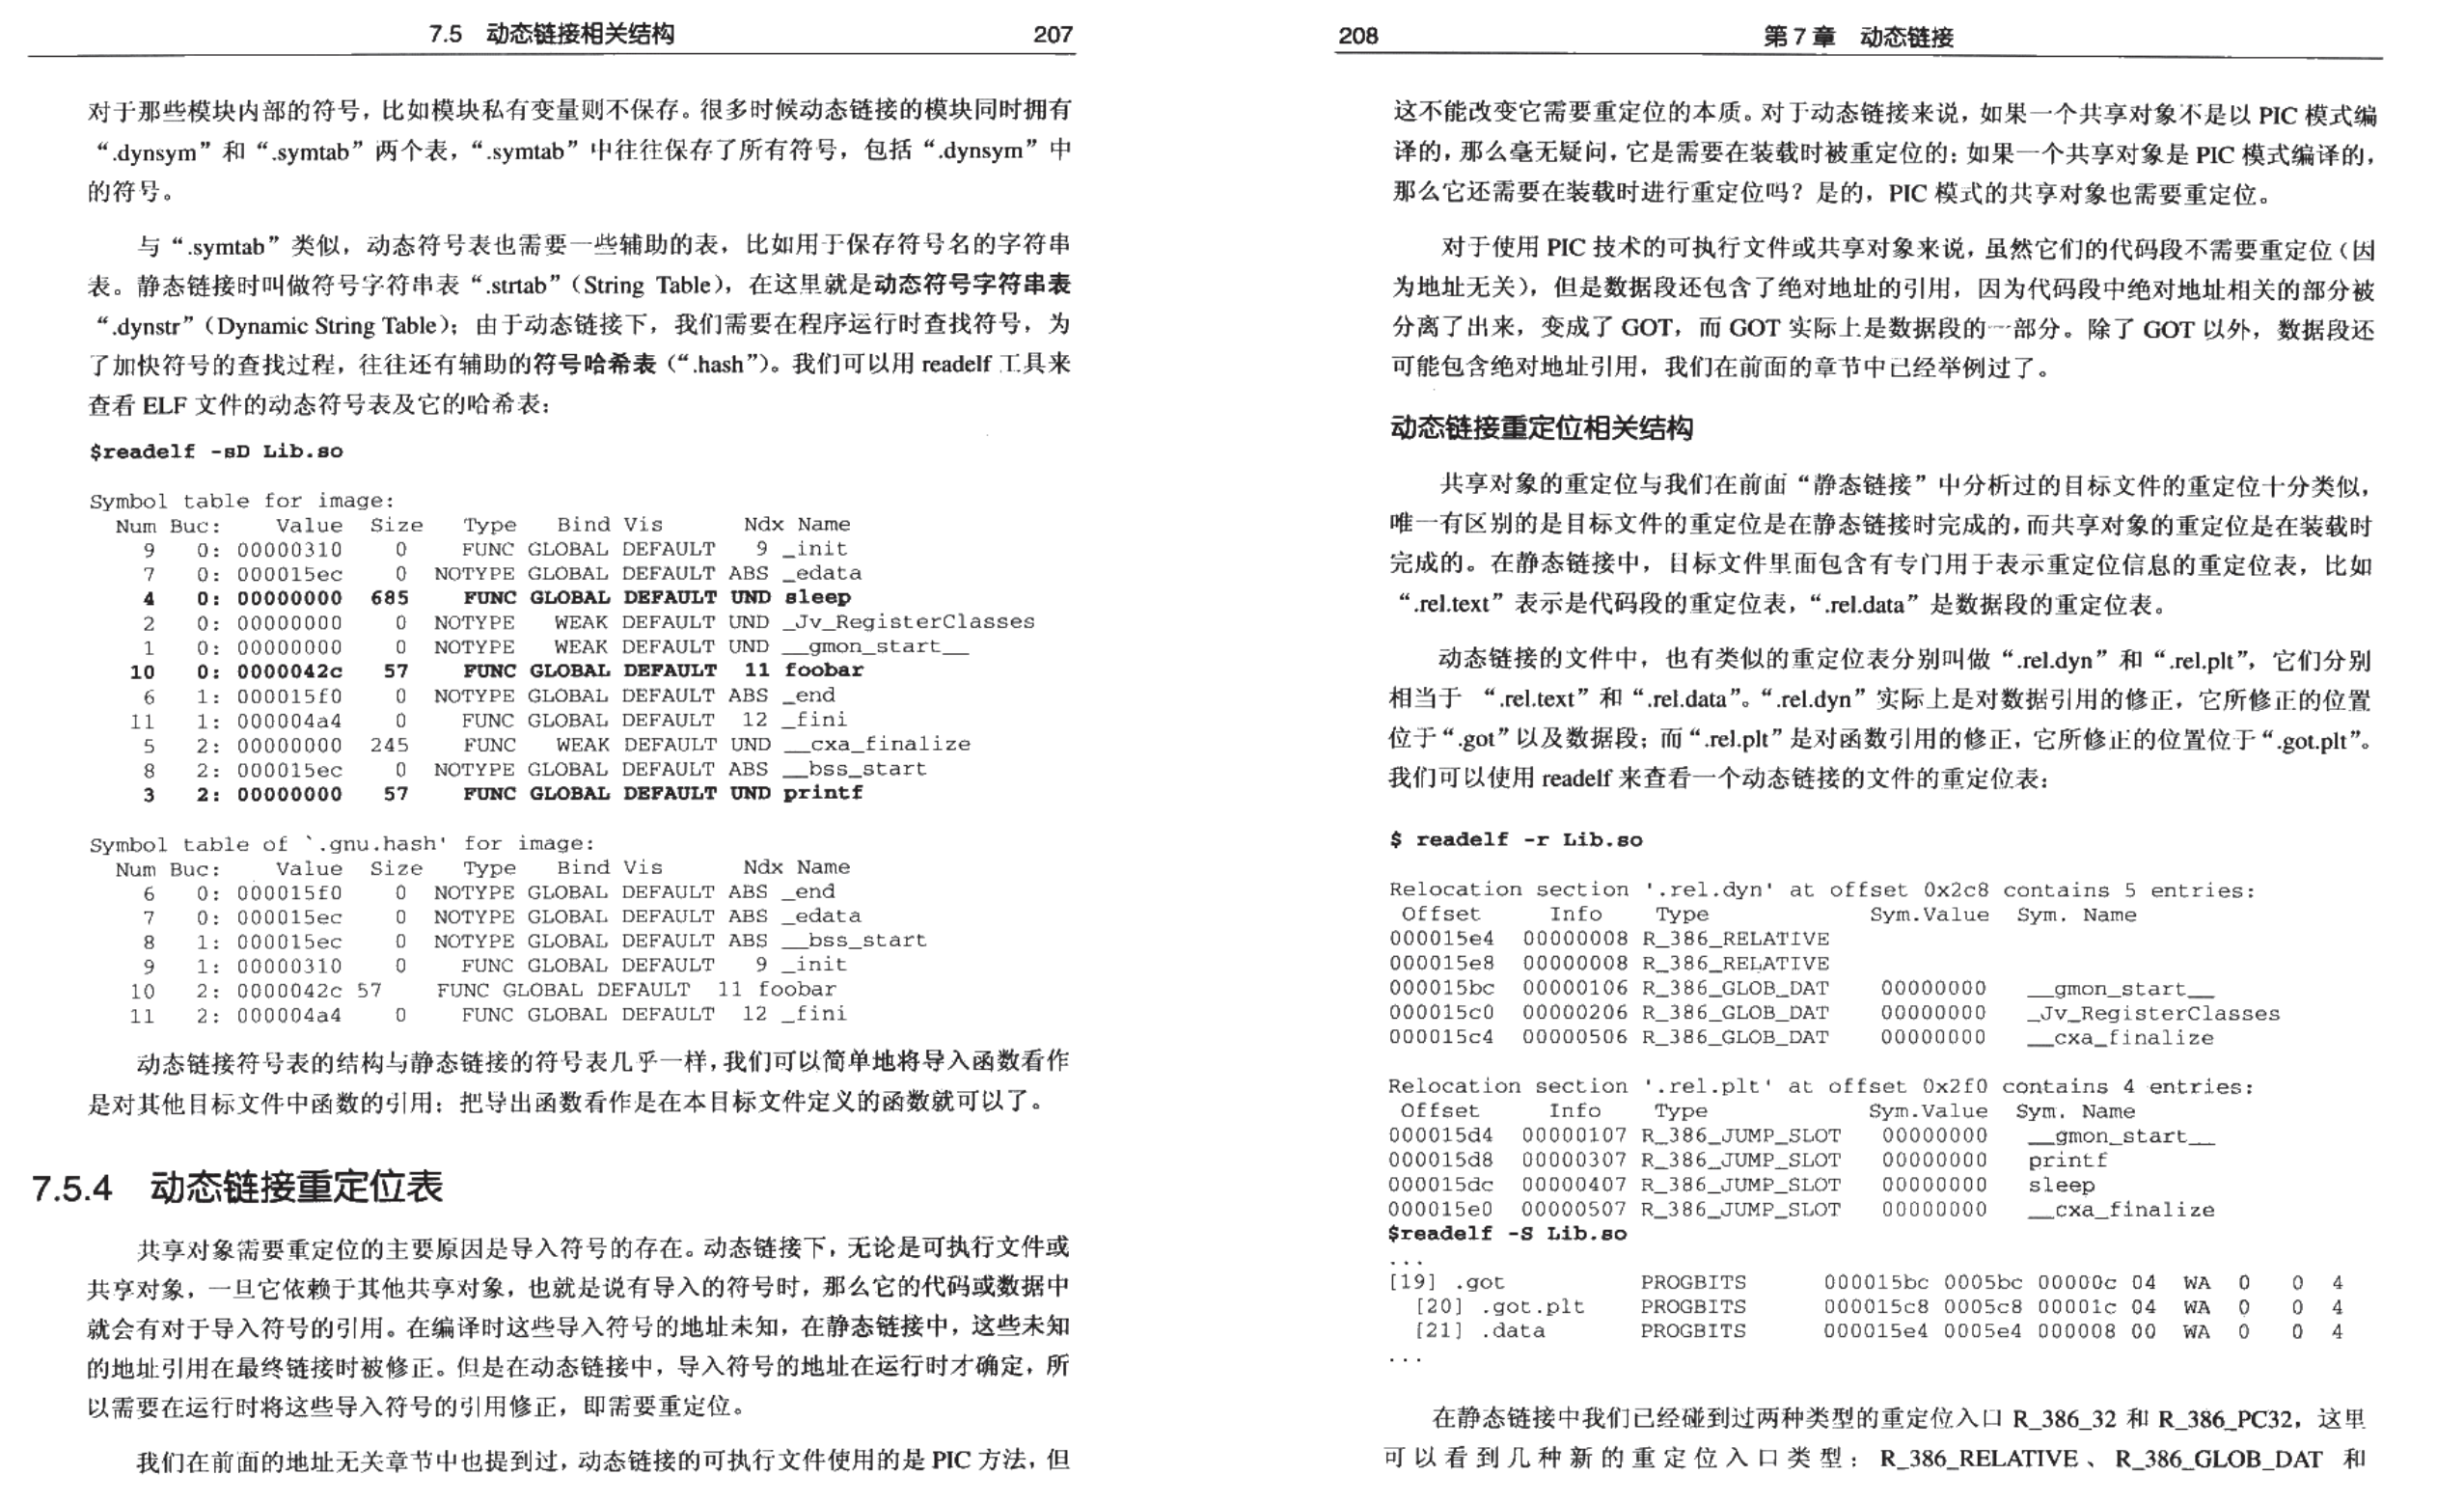 7.5 动态链接相关结构 207
对于那些模块内部的符号，比如模块私有变量则不保存。很多时候动态链接的模块同时拥有
“.dynsym”和“.symtab”两个表，“.symtab”中往往保存了所有符号，包括“.dynsym”中
的符号。
与“.symtab”类似，动态符号表也需要一些辅助的表，比如用于保存符号名的字符串
表。静态链接时叫做符号字符串表“.strtab”（String Table），在这里就是动态符号字符串表
“.dynstr”（Dynamic String Table）；由于动态链接下，我们需要在程序运行时查找符号，为
了加快符号的查找过程，往往还有辅助的符号哈希表（“.hash”）。我们可以用 readelf 工具来
查看 ELF 文件的动态符号表及它的哈希表：
$readelf -sD Lib.so
Symbol table for image:
Num Buc: Value Size Type Bind Vis Ndx Name
9 0: 00000310 0 FUNC GLOBAL DEFAULT 9 _init
7 0: 000015ec 0 NOTYPE GLOBAL DEFAULT ABS _edata
4 0: 00000000 685 FUNC GLOBAL DEFAULT UND sleep
2 0: 00000000 0 NOTYPE WEAK DEFAULT UND _Jv_RegisterClasses
1 0: 00000000 0 NOTYPE WEAK DEFAULT UND __gmon_start__
10 0: 0000042c 57 FUNC GLOBAL DEFAULT 11 foobar
6 1: 000015f0 0 NOTYPE GLOBAL DEFAULT ABS _end
11 1: 000004a4 0 FUNC GLOBAL DEFAULT 12 _fini
5 2: 00000000 245 FUNC WEAK DEFAULT UND __cxa_finalize
8 2: 000015ec 0 NOTYPE GLOBAL DEFAULT ABS __bss_start
3 2: 00000000 57 FUNC GLOBAL DEFAULT UND printf
Symbol table of `.gnu.hash' for image:
Num Buc: Value Size Type Bind Vis Ndx Name
6 0: 000015f0 0 NOTYPE GLOBAL DEFAULT ABS _end
7 0: 000015ec 0 NOTYPE GLOBAL DEFAULT ABS _edata
8 1: 000015ec 0 NOTYPE GLOBAL DEFAULT ABS __bss_start
9 1: 00000310 0 FUNC GLOBAL DEFAULT 9 _init
10 2: 0000042c 57 FUNC GLOBAL DEFAULT 11 foobar
11 2: 000004a4 0 FUNC GLOBAL DEFAULT 12 _fini
动态链接符号表的结构与静态链接的符号表几乎一样，我们可以简单地将导入函数看作
是对其他目标文件中函数的引用；把导出函数看作是在本目标文件定义的函数就可以了。
7.5.4 动态链接重定位表
共享对象需要重定位的主要原因是导入符号的存在。动态链接下，无论是可执行文件或
共享对象，一旦它依赖于其他共享对象，也就是说有导入的符号时，那么它的代码或数据中
就会有对于导入符号的引用。在编译时这些导入符号的地址未知，在静态链接中，这些未知
的地址引用在最终链接时被修正。但是在动态链接中，导入符号的地址在运行时才确定，所
以需要在运行时将这些导入符号的引用修正，即需要重定位。
我们在前面的地址无关章节中也提到过，动态链接的可执行文件使用的是 PIC 方法，但
208 第 7 章 动态链接
这不能改变它需要重定位的本质。对于动态链接来说，如果一个共享对象不是以 PIC 模式编
译的，那么毫无疑问，它是需要在装载时被重定位的；如果一个共享对象是 PIC 模式编译的，
那么它还需要在装载时进行重定位吗？是的，PIC 模式的共享对象也需要重定位。
对于使用 PIC 技术的可执行文件或共享对象来说，虽然它们的代码段不需要重定位（因
为地址无关），但是数据段还包含了绝对地址的引用，因为代码段中绝对地址相关的部分被
分离了出来，变成了 GOT，而 GOT 实际上是数据段的一部分。除了 GOT 以外，数据段还
可能包含绝对地址引用，我们在前面的章节中已经举例过了。
动态链接重定位相关结构
共享对象的重定位与我们在前面“静态链接”中分析过的目标文件的重定位十分类似，
唯一有区别的是目标文件的重定位是在静态链接时完成的，而共享对象的重定位是在装载时
完成的。在静态链接中，目标文件里面包含有专门用于表示重定位信息的重定位表，比如
“.rel.text”表示是代码段的重定位表，“.rel.data”是数据段的重定位表。
动态链接的文件中，也有类似的重定位表分别叫做“.rel.dyn”和“.rel.plt”，它们分别
相当于 “.rel.text”和“.rel.data”。“.rel.dyn”实际上是对数据引用的修正，它所修正的位置
位于“.got”以及数据段；而“.rel.plt”是对函数引用的修正，它所修正的位置位于“.got.plt”。
我们可以使用 readelf 来查看一个动态链接的文件的重定位表：
$ readelf -r Lib.so
Relocation section '.rel.dyn' at offset 0x2c8 contains 5 entries:
Offset Info Type Sym.Value Sym. Name
000015e4 00000008 R_386_RELATIVE
000015e8 00000008 R_386_RELATIVE
000015bc 00000106 R_386_GLOB_DAT 00000000 __gmon_start__
000015c0 00000206 R_386_GLOB_DAT 00000000 _Jv_RegisterClasses
000015c4 00000506 R_386_GLOB_DAT 00000000 __cxa_finalize
Relocation section '.rel.plt' at offset 0x2f0 contains 4 entries:
Offset Info Type Sym.Value Sym. Name
000015d4 00000107 R_386_JUMP_SLOT 00000000 __gmon_start__
000015d8 00000307 R_386_JUMP_SLOT 00000000 printf
000015dc 00000407 R_386_JUMP_SLOT 00000000 sleep
000015e0 00000507 R_386_JUMP_SLOT 00000000 __cxa_finalize
$readelf -S Lib.so
...
[19] .got PROGBITS 000015bc 0005bc 00000c 04 WA 0 0 4
[20] .got.plt PROGBITS 000015c8 0005c8 00001c 04 WA 0 0 4
[21] .data PROGBITS 000015e4 0005e4 000008 00 WA 0 0 4
...
在静态链接中我们已经碰到过两种类型的重定位入口 R_386_32 和 R_386_PC32，这里
可以看到几种新的重定位入口类型：R_386_RELATIVE、R_386_GLOB_DAT 和